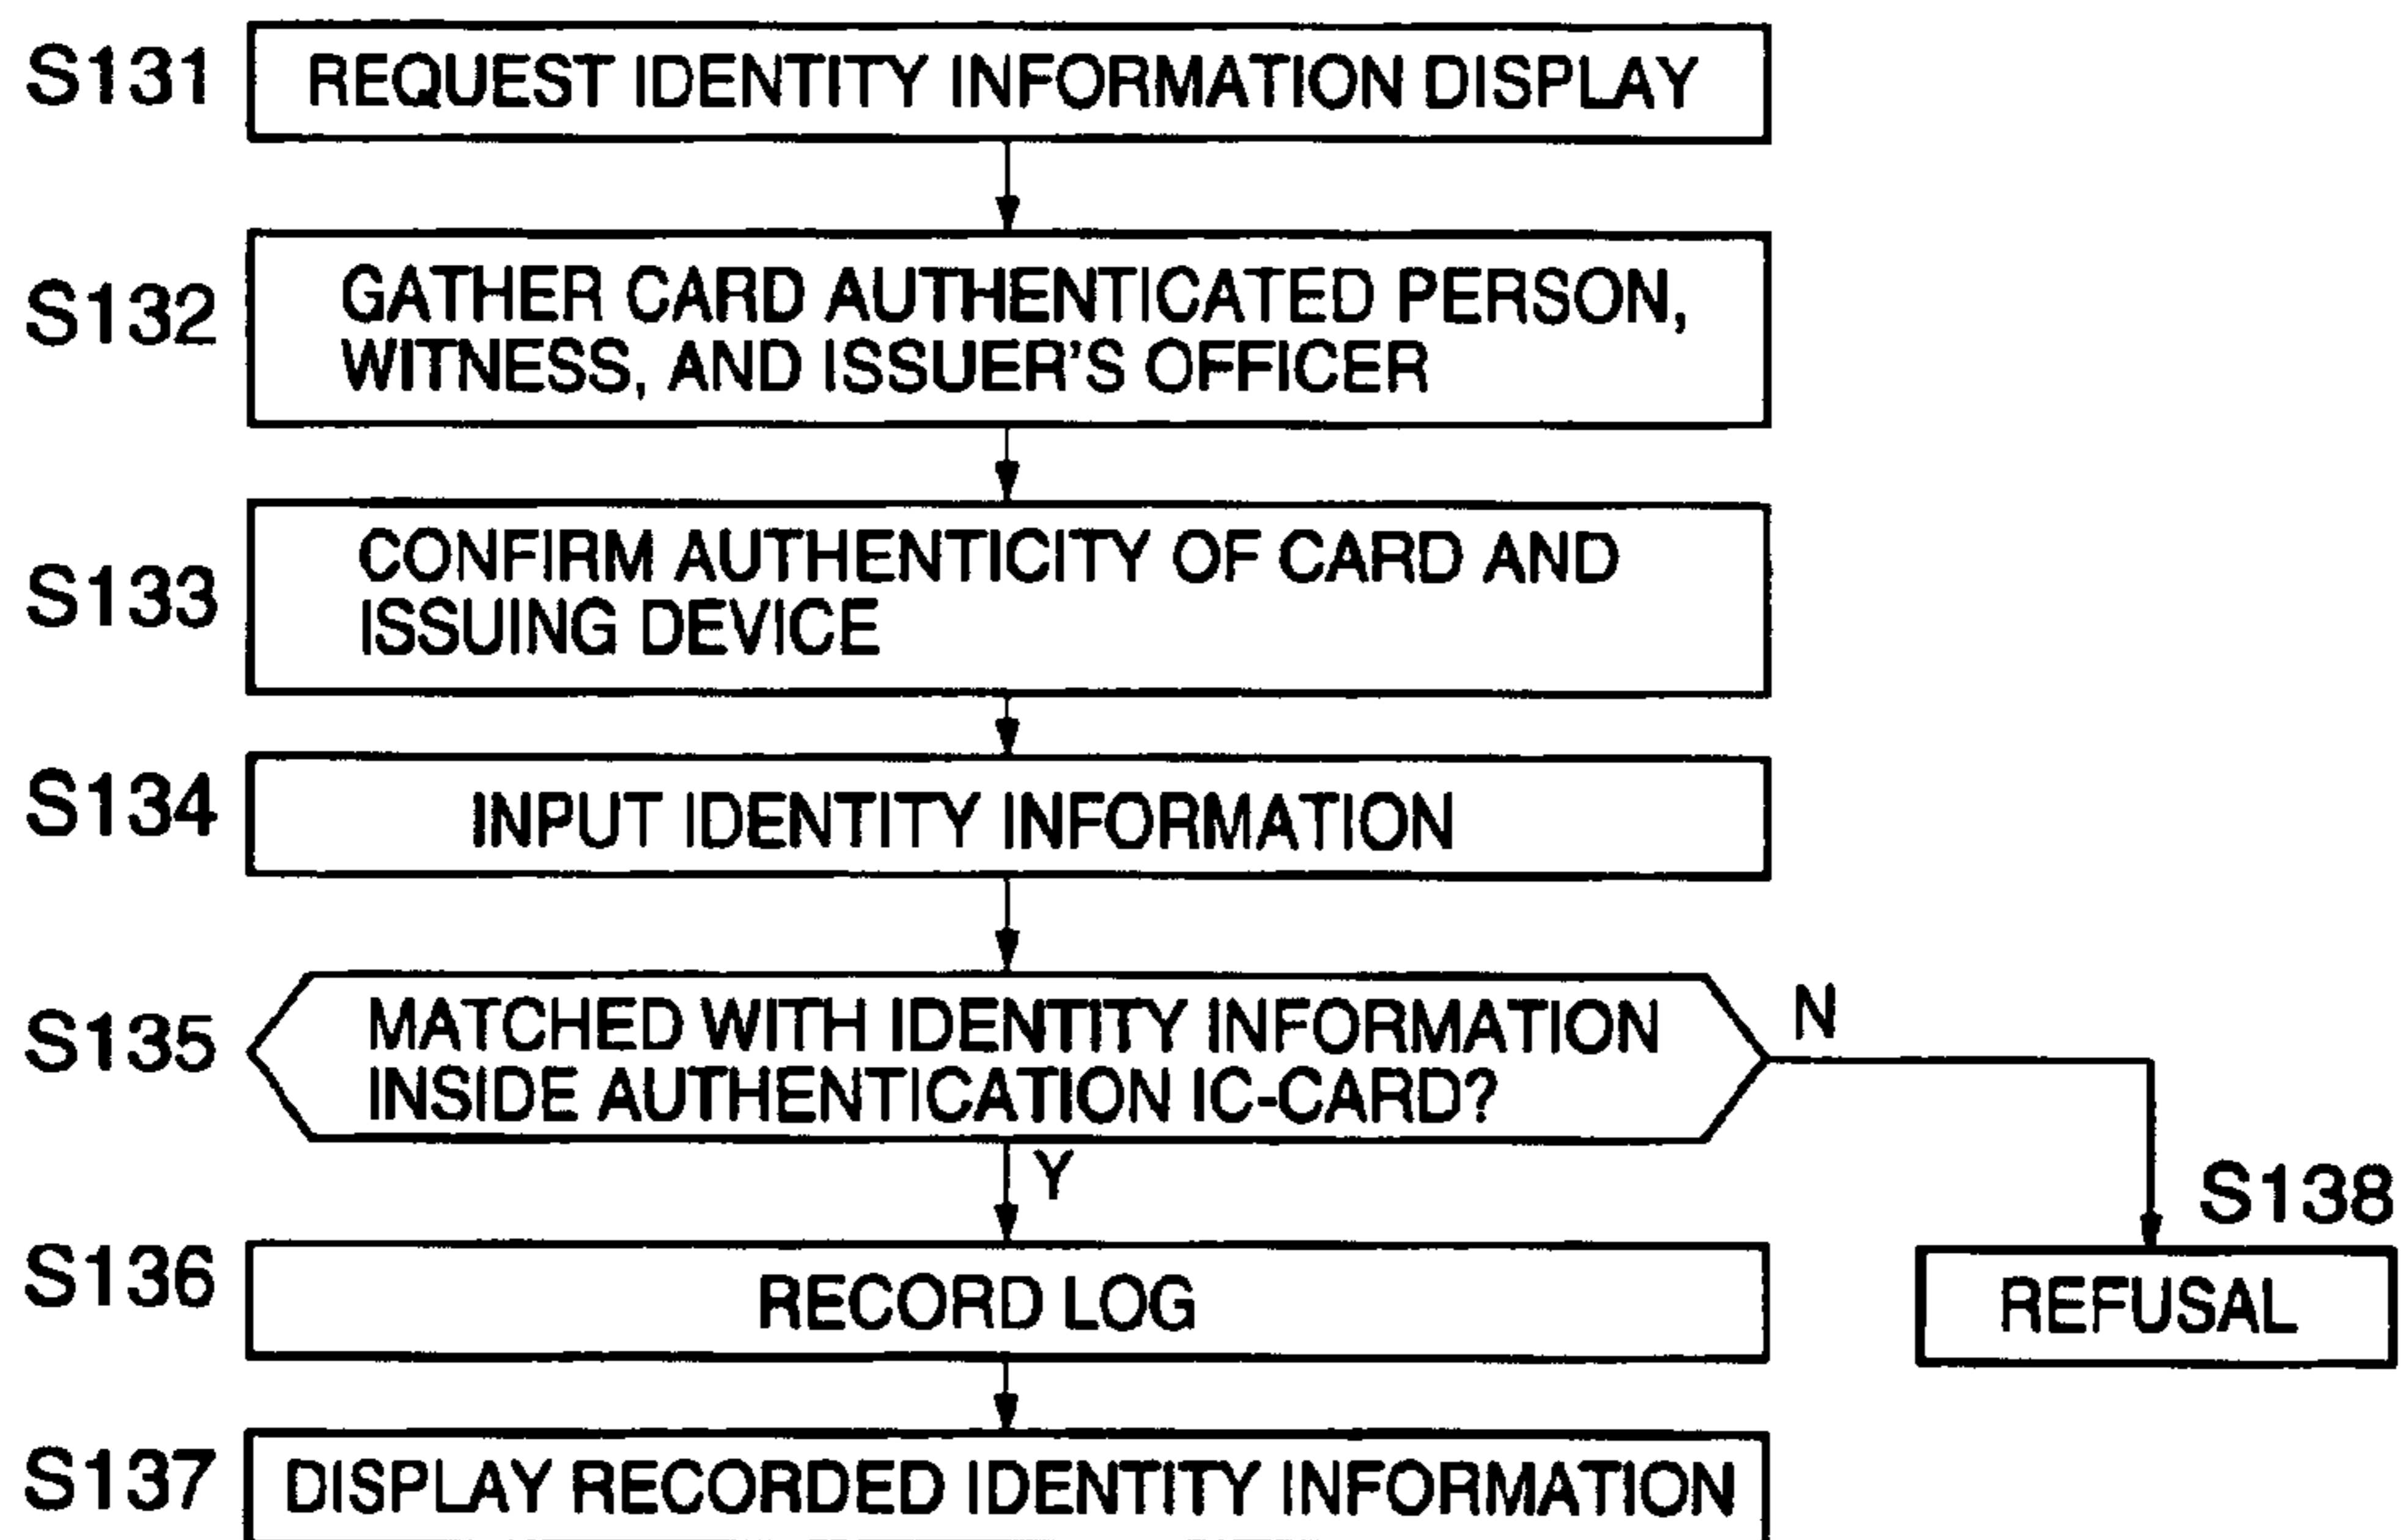 S131 REQUEST IDENTITY INFORMATION DISPLAY
S132 GATHER CARD AUTHENTICATED PERSON,
WITNESS, AND ISSUER'S OFFICER
S133 CONFIRM AUTHENTICITY OF CARD AND
ISSUING DEVICE
S134 INPUT IDENTITY INFORMATION
S135 MATCHED WITH IDENTITY INFORMATION
INSIDE AUTHENTICATION IC-CARD?
N
Y
S138
REFUSAL
S136 RECORD LOG
S137 DISPLAY RECORDED IDENTITY INFORMATION